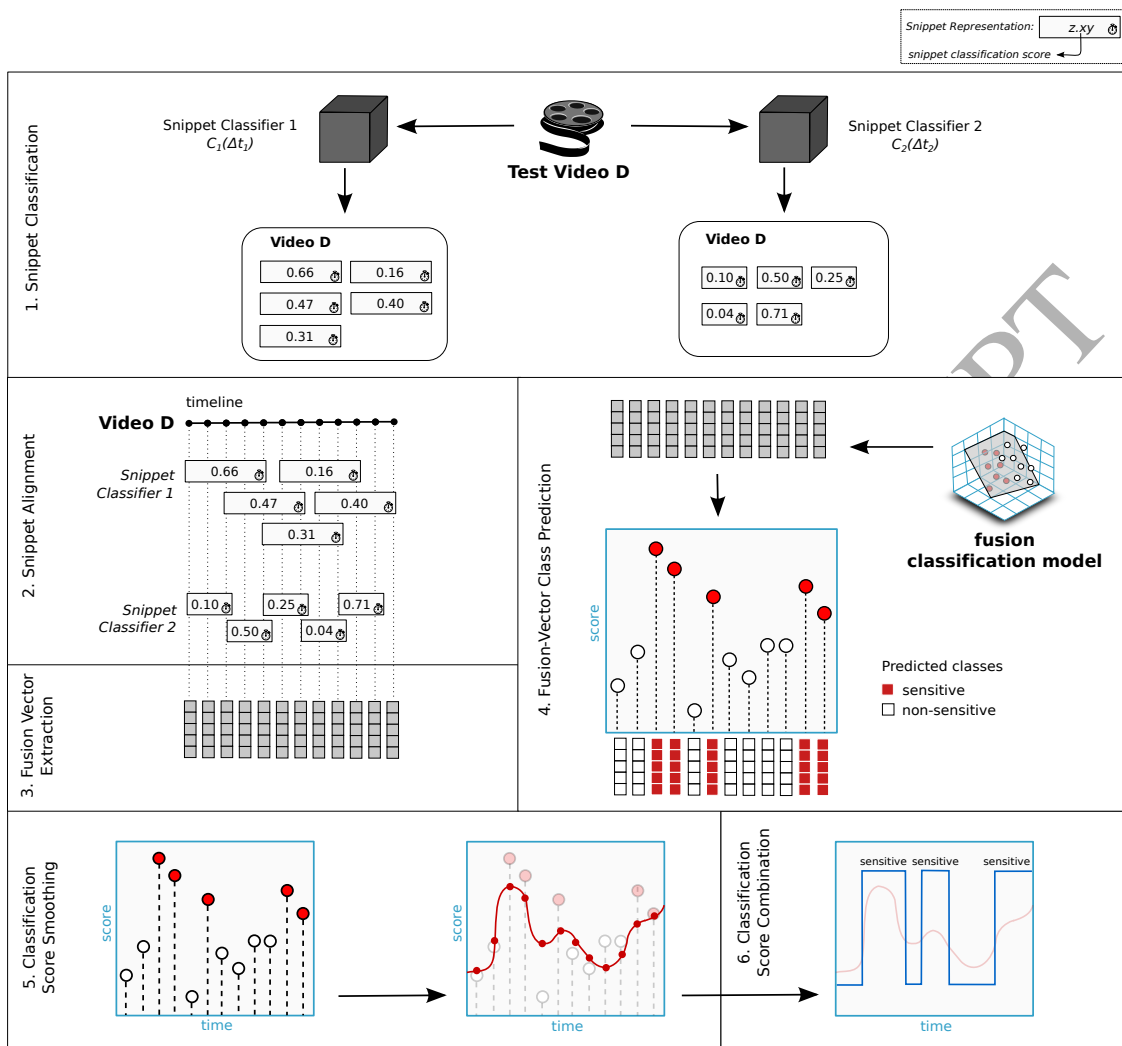 Snippet Representation: z.xy
snippet classification score
1. Snippet Classification
Snippet Classifier 1
C₁(Δt₁)
Test Video D
Snippet Classifier 2
C₂(Δt₂)
Video D
0.66 0.16
0.47 0.40
0.31
Video D
0.10 0.50 0.25
0.04 0.71
2. Snippet Alignment
timeline
Video D
Snippet
Classifier 1
0.66 0.16
0.47 0.40
0.31
Snippet
Classifier 2
0.10 0.25 0.71
0.50 0.04
3. Fusion Vector
Extraction
4. Fusion-Vector Class Prediction
fusion
classification model
score
Predicted classes
sensitive
non-sensitive
5. Classification
Score Smoothing
score
time
score
time
6. Classification
Score Combination
sensitive sensitive sensitive
time